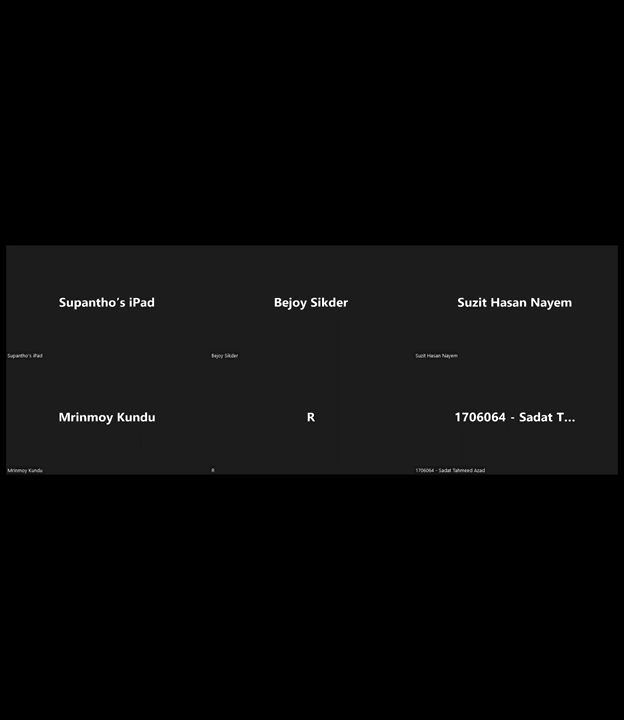 Supantho's iPad
Bejoy Sikder
Suzit Hasan Nayem
Supantho's iPad
Bejoy Sikder
Suzit Hasan Nayem
Mrinmoy Kundu
R
1706064 - Sadat T...
Mrinmoy Kundu
R
1706064 - Sadat Tahmeed Azad